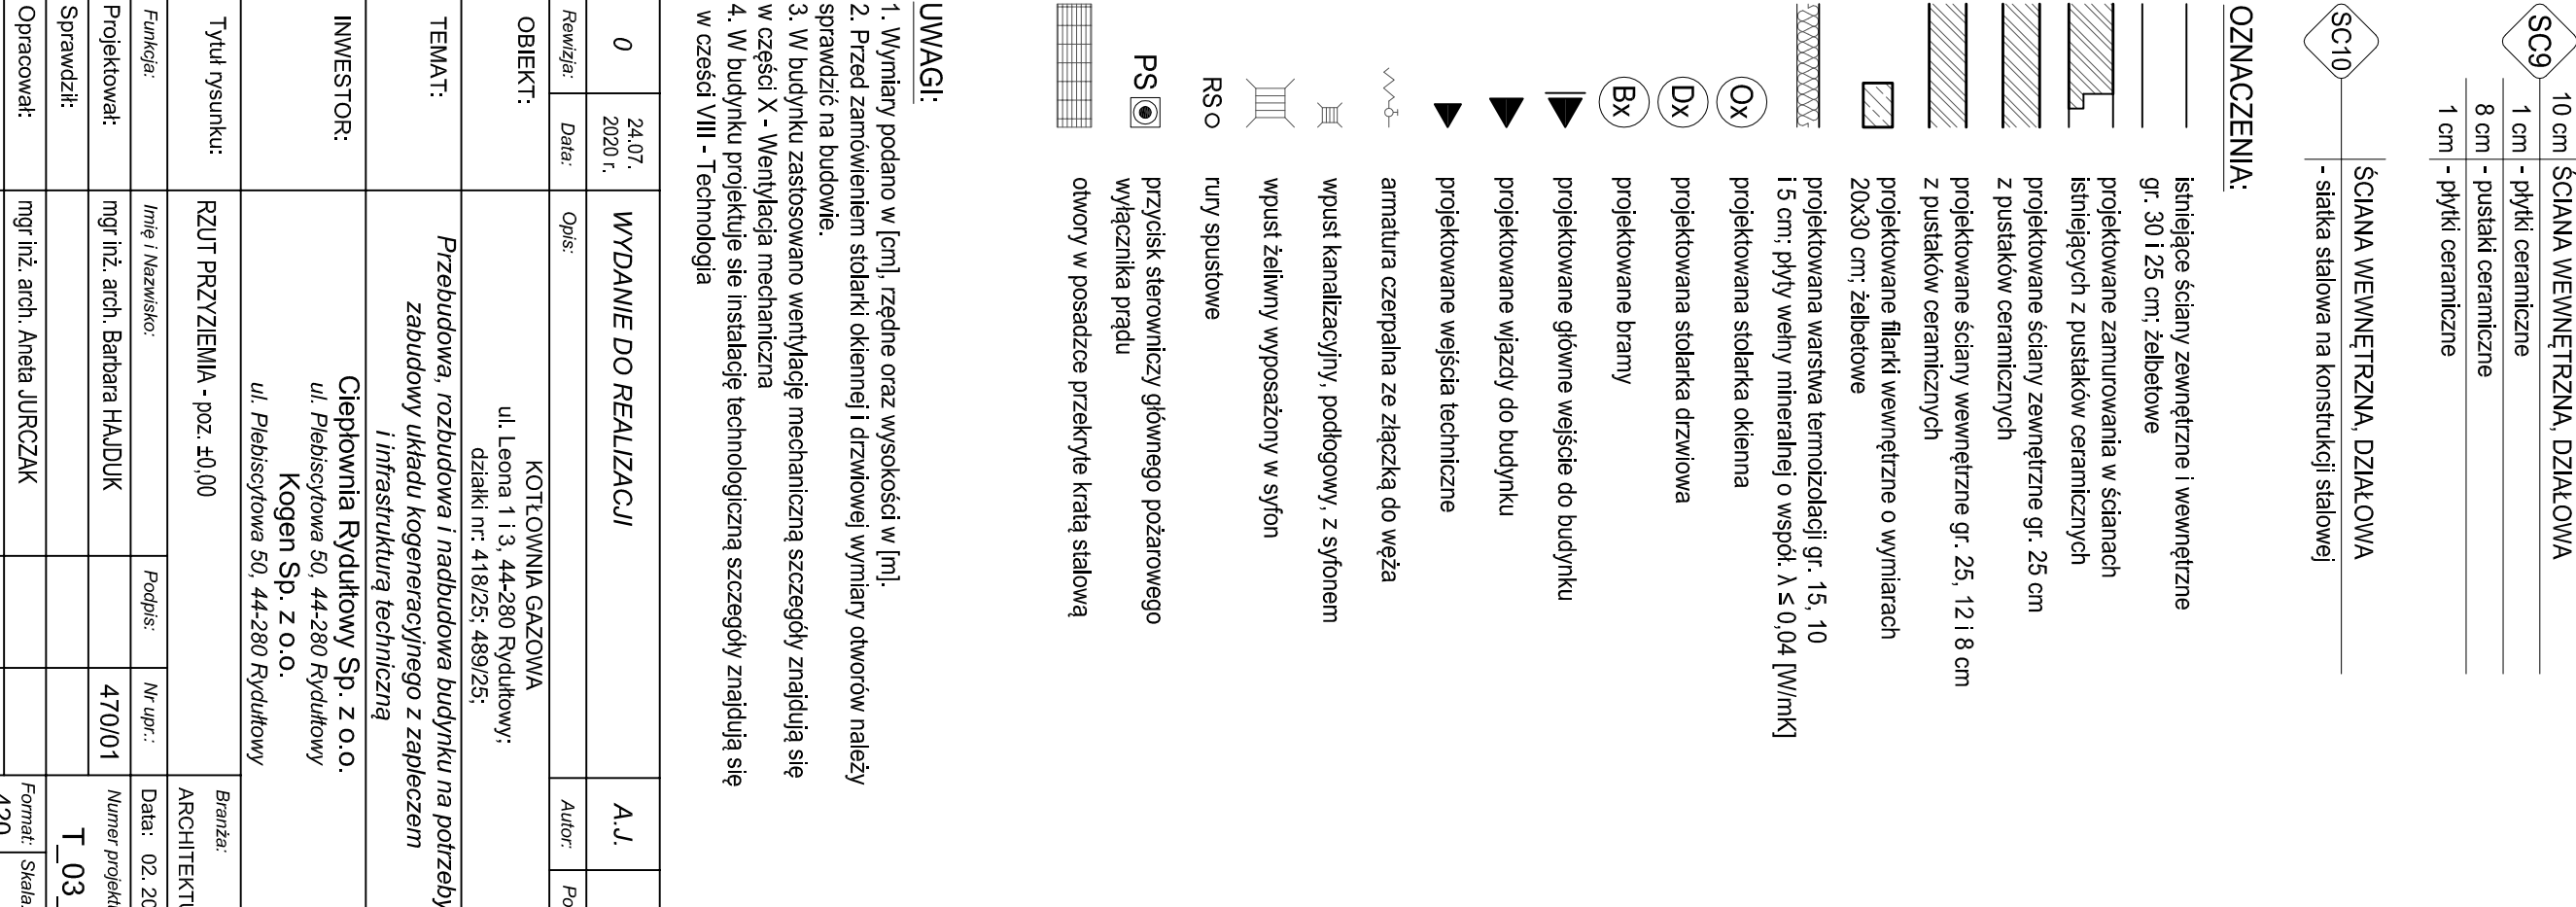 SC9
10 cm
ŚCIANA WEWNĘTRZNA, DZIAŁOWA
1 cm - płytki ceramiczne
8 cm - pustaki ceramiczne
1 cm - płytki ceramiczne
SC10
ŚCIANA WEWNĘTRZNA, DZIAŁOWA
- siatka stalowa na konstrukcji stalowej
OZNACZENIA:
istniejące ściany zewnętrzne i wewnętrzne
gr. 30 i 25 cm; żelbetowe
projektowane zamurowania w ścianach
istniejących z pustaków ceramicznych
projektowane ściany zewnętrzne gr. 25 cm
z pustaków ceramicznych
projektowane ściany wewnętrzne gr. 25, 12 i 8 cm
z pustaków ceramicznych
projektowane filarki wewnętrzne o wymiarach
20x30 cm; żelbetowe
projektowana warstwa termoizolacji gr. 15, 10
i 5 cm; płyty wełny mineralnej o współ. λ ≤ 0,04 [W/mK]
Ox projektowana stolarka okienna
Dx projektowana stolarka drzwiowa
Bx projektowane bramy
projektowane główne wejście do budynku
projektowane wjazdy do budynku
projektowane wejścia techniczne
armatura czerpalna ze złączką do węża
wpust kanalizacyjny, podłogowy, z syfonem
wpust żeliwny wyposażony w syfon
RS rury spustowe
PS przycisk sterowniczy głównego pożarowego
wyłącznika prądu
otwory w posadzce przekryte kratą stalową
UWAGI:
1. Wymiary podano w [cm], rzędne oraz wysokości w [m].
2. Przed zamówieniem stolarki okiennej i drzwiowej wymiary otworów należy
sprawdzić na budowie.
3. W budynku zastosowano wentylację mechaniczną szczegóły znajdują się
w części X - Wentylacja mechaniczna
4. W budynku projektuje sie instalację technologiczną szczegóły znajdują się
w cześci VIII - Technologia
0 24.07. WYDANIE DO REALIZACJI A.J.
2020 r.
Rewizja: Data: Opis: Autor: Po
OBIEKT: KOTŁOWNIA GAZOWA
ul. Leona 1 i 3, 44-280 Rydułtowy;
działki nr: 418/25; 489/25;
TEMAT: Przebudowa, rozbudowa i nadbudowa budynku na potrzeby
zabudowy układu kogeneracyjnego z zapleczem
i infrastrukturą techniczną
INWESTOR: Ciepłownia Rydułtowy Sp. z o.o.
ul. Plebiscytowa 50, 44-280 Rydułtowy
Kogen Sp. z o.o.
ul. Plebiscytowa 50, 44-280 Rydułtowy
Tytuł rysunku: RZUT PRZYZIEMIA - poz. ±0,00
Branża:
ARCHITEKTU
Funkcja: Imię i Nazwisko: Podpis: Nr upr.: Data: 02. 20
Projektował: mgr inż. arch. Barbara HAJDUK 470/01 Numer projektu
Sprawdził: T_03_
Opracował: mgr inż. arch. Aneta JURCZAK Format: Skala: